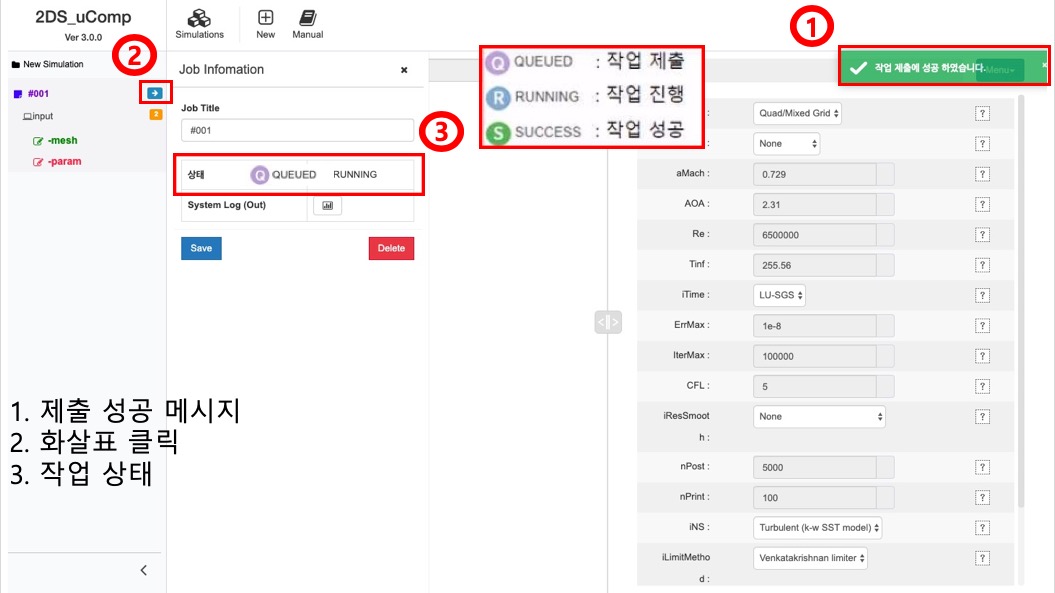 2DS_uComp
Ver 3.0.0
Simulations
New
Manual
1
2
New Simulation
#001
input
2
-mesh
-param
Job Infomation
×
Job Title
#001
3
상태 Q QUEUED RUNNING
System Log (Out)
Save
Delete
Q QUEUED : 작업 제출
R RUNNING : 작업 진행
S SUCCESS : 작업 성공
작업 제출에 성공 하였습니다.
Menu
×
: Quad/Mixed Grid ?
: None ?
aMach : 0.729 ?
AOA : 2.31 ?
Re : 6500000 ?
Tinf : 255.56 ?
iTime : LU-SGS ?
ErrMax : 1e-8 ?
IterMax : 100000 ?
CFL : 5 ?
iResSmoot None ?
h :
nPost : 5000 ?
nPrint : 100 ?
iNS : Turbulent (k-w SST model) ?
iLimitMetho Venkatakrishnan limiter ?
d :
1. 제출 성공 메시지
2. 화살표 클릭
3. 작업 상태